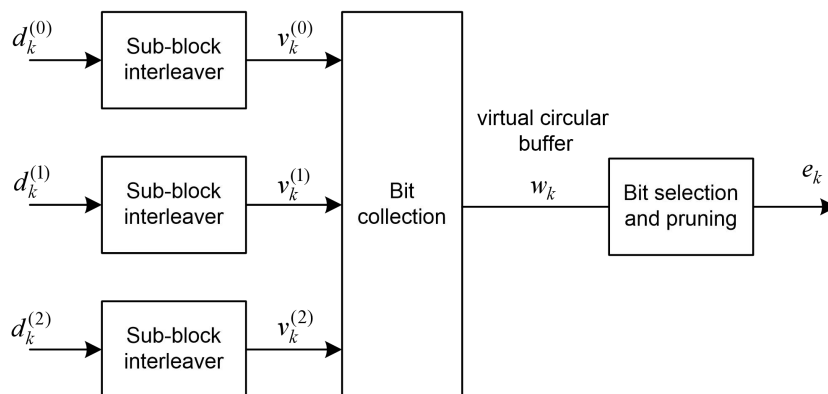 d_k^(0)
Sub-block
interleaver
v_k^(0)
d_k^(1)
Sub-block
interleaver
v_k^(1)
d_k^(2)
Sub-block
interleaver
v_k^(2)
Bit
collection
virtual circular
buffer
w_k
Bit selection
and pruning
e_k